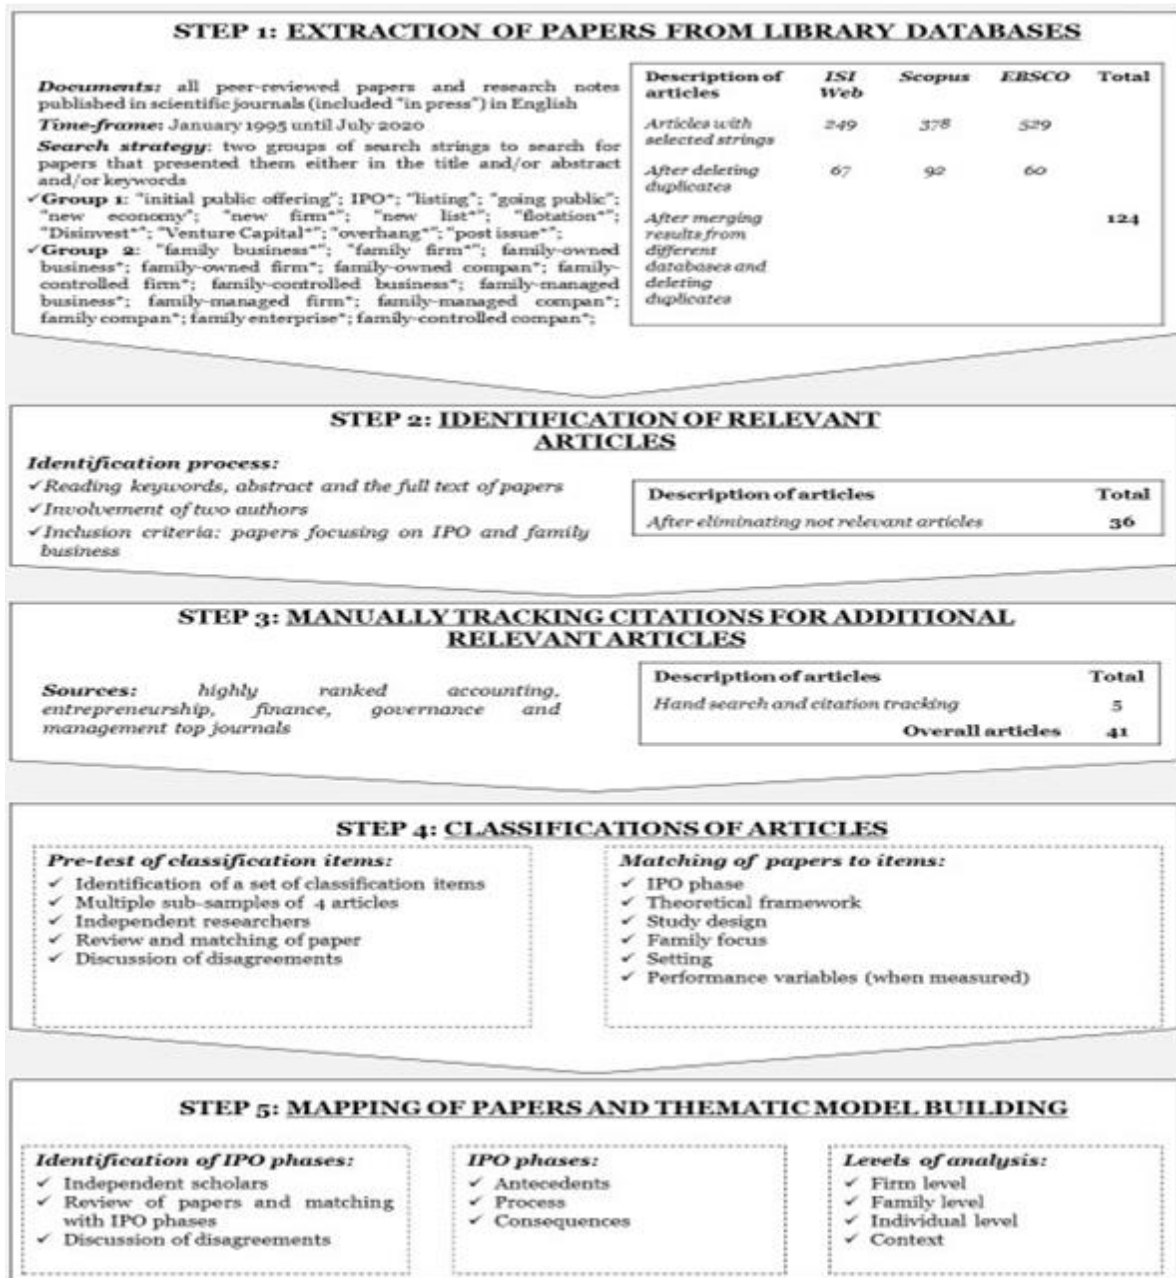 STEP 1: EXTRACTION OF PAPERS FROM LIBRARY DATABASES
Documents: all peer-reviewed papers and research notes
published in scientific journals (included "in press") in English
Time-frame: January 1995 until July 2020
Search strategy: two groups of search strings to search for
papers that presented them either in the title and/or abstract
and/or keywords
✓Group 1: "initial public offering"; IPO*; "listing"; "going public";
"new economy"; "new firm*"; "new list*"; "flotation*";
"Disinvest*"; "Venture Capital*"; "overhang*"; "post issue*";
✓Group 2: "family business*"; "family firm*"; family-owned
business*; family-owned firm*; family-owned compan*; family-
controlled firm*; family-controlled business*; family-managed
business*; family-managed firm*; family-managed compan*;
family compan*; family enterprise*; family-controlled compan*;
Description of articles ISI Web Scopus EBSCO Total
Articles with selected strings 249 378 529
After deleting duplicates 67 92 60
After merging results from different databases and deleting duplicates 124
STEP 2: IDENTIFICATION OF RELEVANT
ARTICLES
Identification process:
✓Reading keywords, abstract and the full text of papers
✓Involvement of two authors
✓Inclusion criteria: papers focusing on IPO and family
business
Description of articles Total
After eliminating not relevant articles 36
STEP 3: MANUALLY TRACKING CITATIONS FOR ADDITIONAL
RELEVANT ARTICLES
Sources: highly ranked accounting,
entrepreneurship, finance, governance and
management top journals
Description of articles Total
Hand search and citation tracking 5
Overall articles 41
STEP 4: CLASSIFICATIONS OF ARTICLES
Pre-test of classification items:
✓ Identification of a set of classification items
✓ Multiple sub-samples of 4 articles
✓ Independent researchers
✓ Review and matching of paper
✓ Discussion of disagreements
Matching of papers to items:
✓ IPO phase
✓ Theoretical framework
✓ Study design
✓ Family focus
✓ Setting
✓ Performance variables (when measured)
STEP 5: MAPPING OF PAPERS AND THEMATIC MODEL BUILDING
Identification of IPO phases:
✓ Independent scholars
✓ Review of papers and matching
with IPO phases
✓ Discussion of disagreements
IPO phases:
✓ Antecedents
✓ Process
✓ Consequences
Levels of analysis:
✓ Firm level
✓ Family level
✓ Individual level
✓ Context